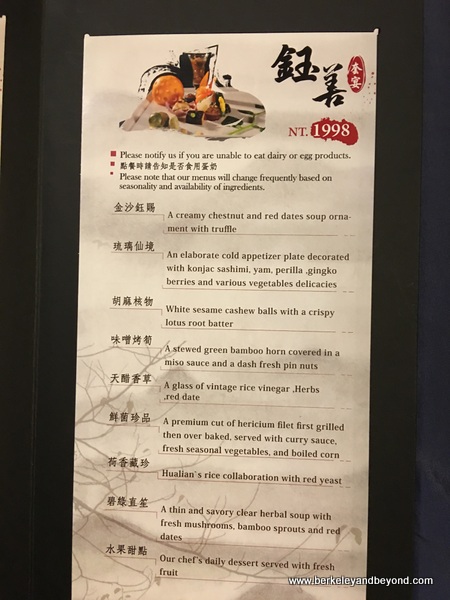 鈺善
套宴
NT. 1998
Please notify us if you are unable to eat dairy or egg products.
點餐時請告知是否食用蛋奶
Please note that our menus will change frequently based on
seasonality and availability of ingredients.
金沙鈺賜
A creamy chestnut and red dates soup orna-
ment with truffle
琉璃仙境
An elaborate cold appetizer plate decorated
with konjac sashimi, yam, perilla ,gingko
berries and various vegetables delicacies
胡麻核物
White sesame cashew balls with a crispy
lotus root batter
味噌烤筍
A stewed green bamboo horn covered in a
miso sauce and a dash fresh pin nuts
天醋香草
A glass of vintage rice vinegar ,Herbs
,red date
鮮菌珍品
A premium cut of hericium filet first grilled
then over baked, served with curry sauce,
fresh seasonal vegetables, and boiled corn
荷香藏珍
Hualian`s rice collaboration with red yeast
碧綠直笙
A thin and savory clear herbal soup with
fresh mushrooms, bamboo sprouts and red
dates
水果甜點
Our chef's daily dessert served with fresh
fruit
www.berkeleyandbeyond.com